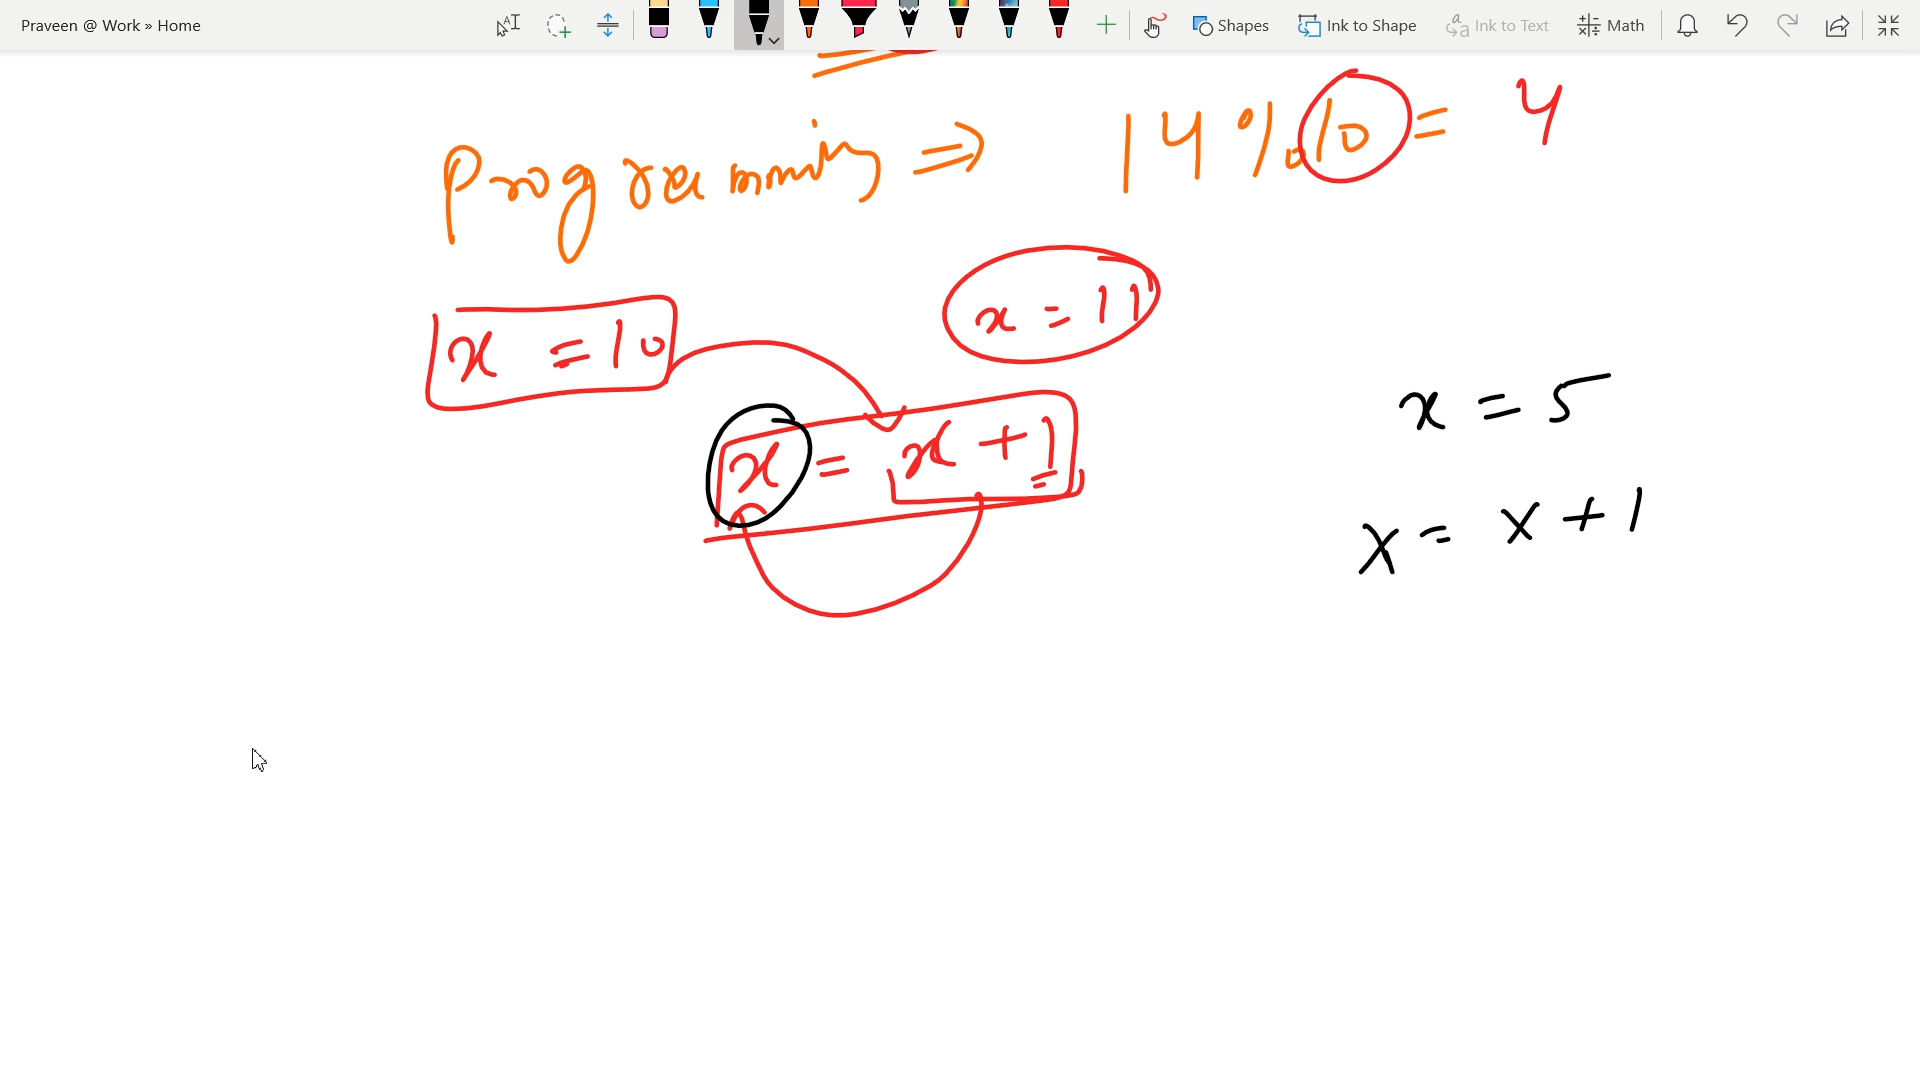 Praveen @ Work » Home
Shapes
Ink to Shape
Ink to Text
Math
Programming ⇒ 14 % 10 = 4
x = 10
x = 11
x = x + 1
x = 5
x = x + 1